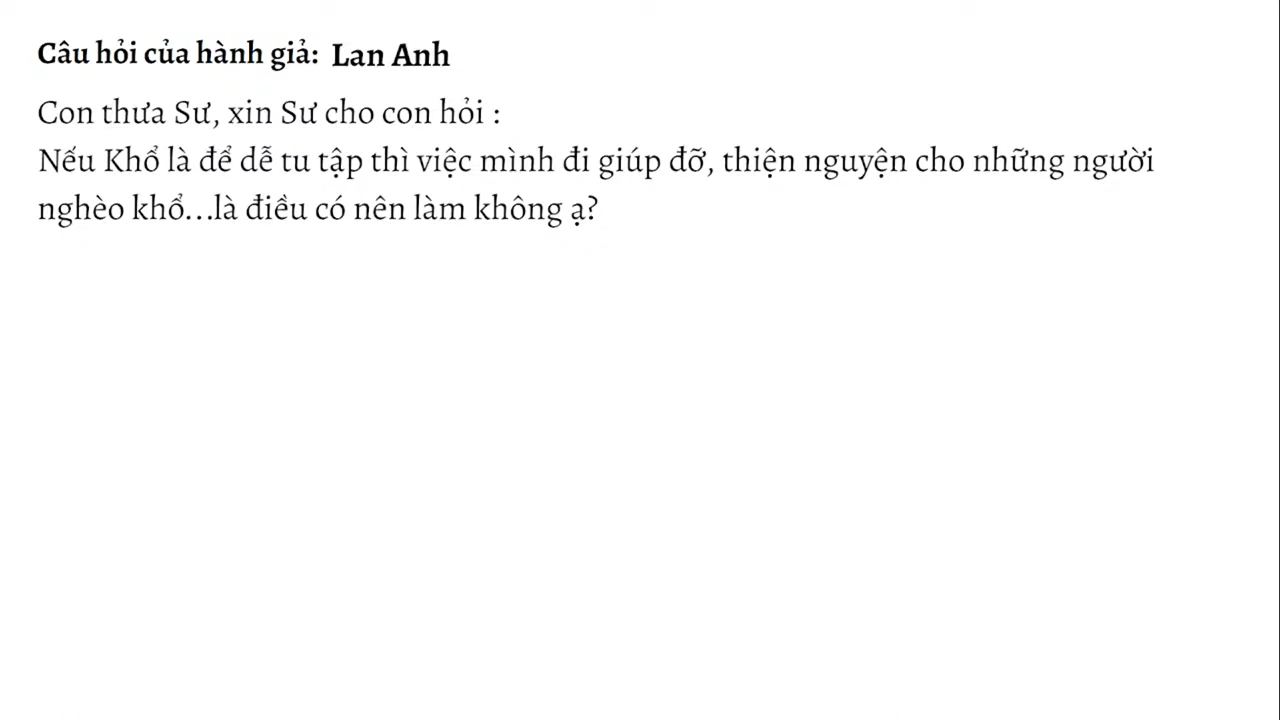 Câu hỏi của hành giả: Lan Anh
Con thưa Sư, xin Sư cho con hỏi :
Nếu Khổ là để dễ tu tập thì việc mình đi giúp đỡ, thiện nguyện cho những người
nghèo khổ...là điều có nên làm không ạ?